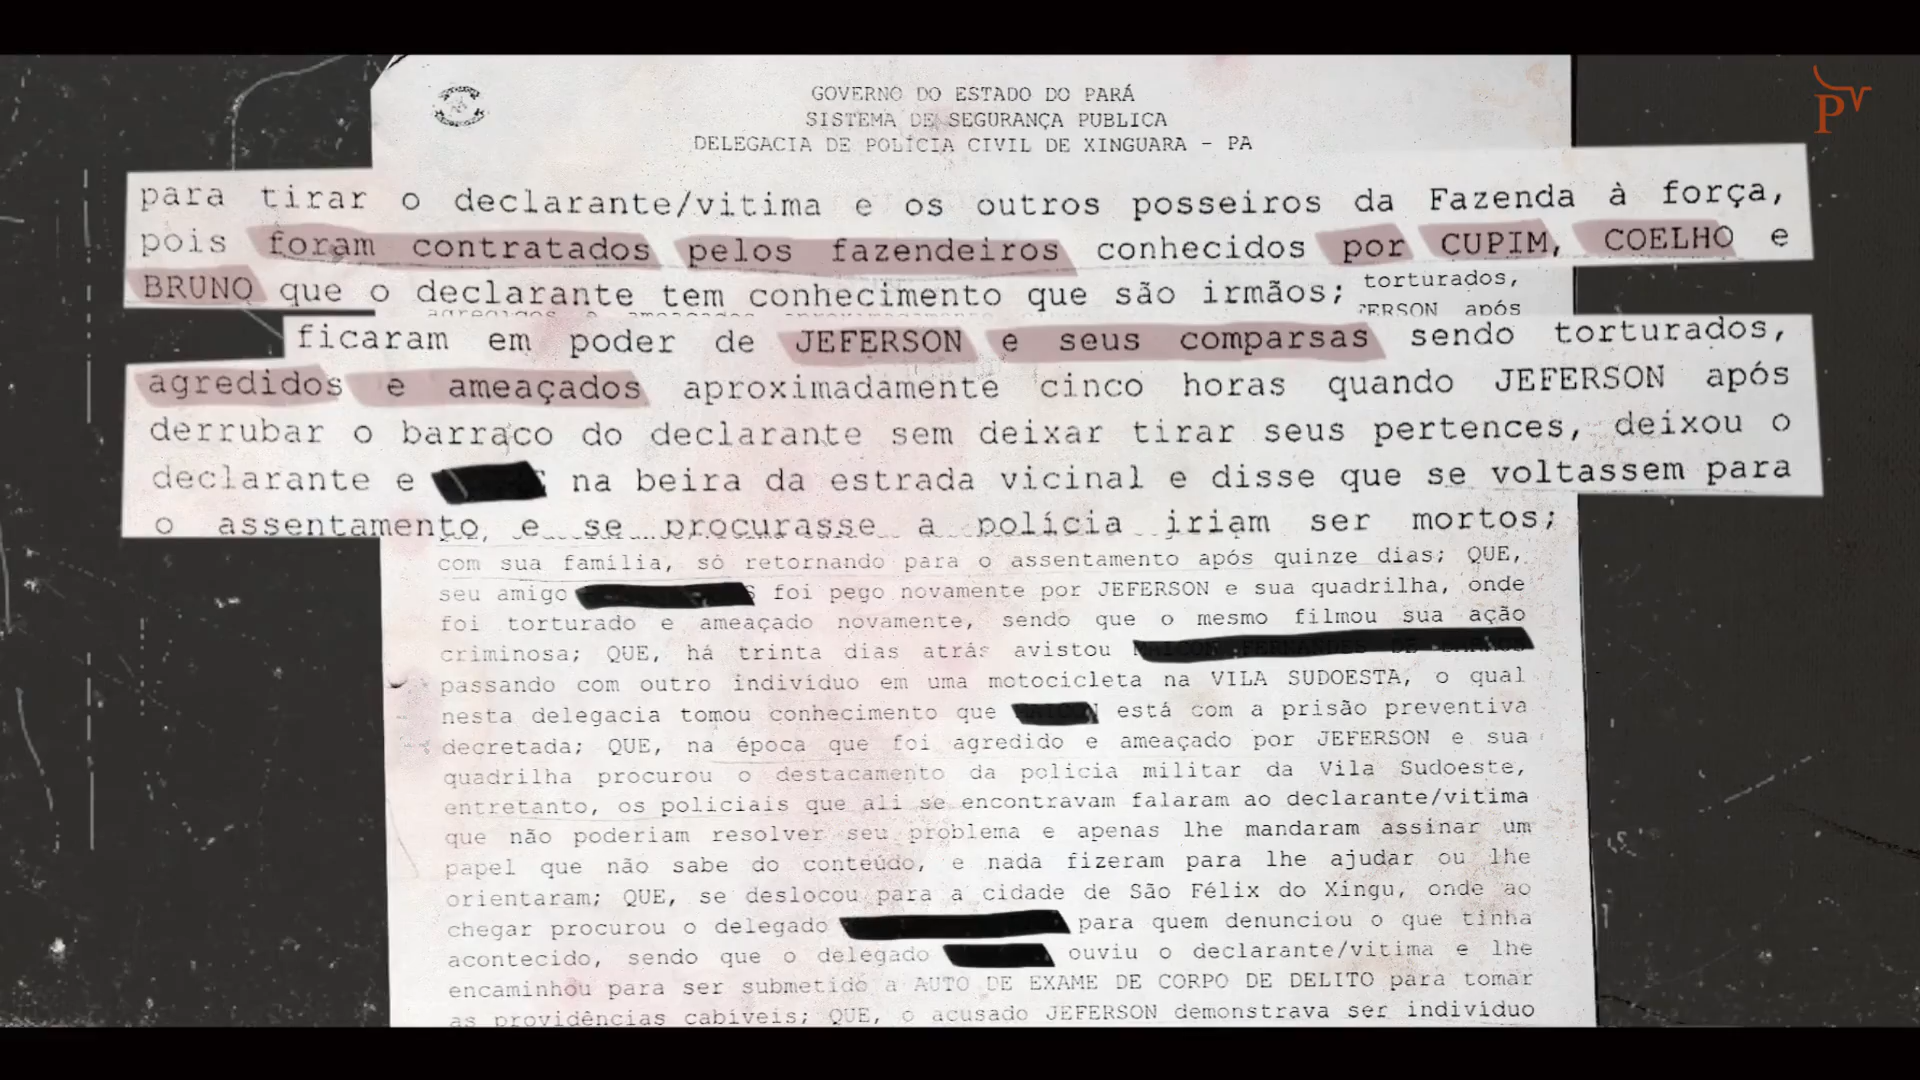 GOVERNO DO ESTADO DO PARÁ
SISTEMA DE SEGURANÇA PUBLICA
DELEGACIA DE POLÍCIA CIVIL DE XINGUARA - PA
PV
para tirar o declarante/vitima e os outros posseiros da Fazenda à força,
pois foram contratados pelos fazendeiros conhecidos por CUPIM, COELHO e
BRUNO que o declarante tem conhecimento que são irmãos;
torturados,
após
ficaram em poder de JEFERSON e seus comparsas sendo torturados,
agredidos e ameaçados aproximadamente cinco horas quando JEFERSON após
derrubar o barraco do declarante sem deixar tirar seus pertences, deixou o
declarante e na beira da estrada vicinal e disse que se voltassem para
o assentamento, e se procurasse a polícia iriam ser mortos;
com sua família, só retornando para o assentamento após quinze dias; QUE,
seu amigo foi pego novamente por JEFERSON e sua quadrilha, onde
foi torturado e ameaçado novamente, sendo que o mesmo filmou sua ação
criminosa; QUE, há trinta dias atrás avistou
passando com outro indivíduo em uma motocicleta na VILA SUDOESTA, o qual
nesta delegacia tomou conhecimento que está com a prisão preventiva
decretada; QUE, na época que foi agredido e ameaçado por JEFERSON e sua
quadrilha procurou o destacamento da policia militar da Vila Sudoeste,
entretanto, os policiais que ali se encontravam falaram ao declarante/vitima
que não poderiam resolver seu problema e apenas lhe mandaram assinar um
papel que não sabe do conteúdo, e nada fizeram para lhe ajudar ou lhe
orientaram; QUE, se deslocou para a cidade de São Félix do Xingu, onde ao
chegar procurou o delegado para quem denunciou o que tinha
acontecido, sendo que o delegado ouviu o declarante/vitima e lhe
encaminhou para ser submetido a AUTO DE EXAME DE CORPO DE DELITO para tomar
as providências cabíveis; QUE, o acusado JEFERSON demonstrava ser indivíduo